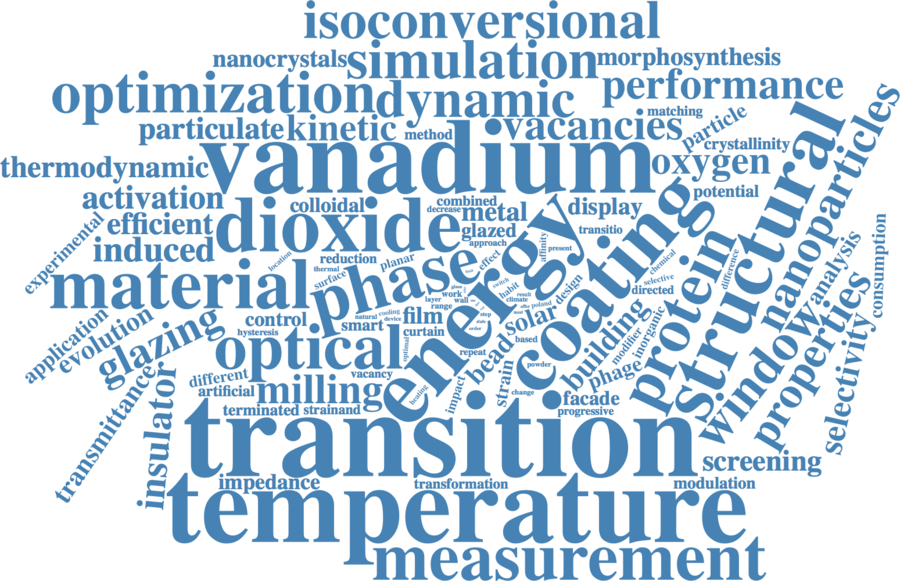 isoconversional
nanocrystals
simulation
morphosynthesis
optimization
dynamic
performance
particulate
kinetic
method
vacancies
matching
particle
crystallinity
thermodynamic
vanadium
oxygen
structural
nanoparticles
activation
colloidal
combined
decrease
metal
display
potential
efficient
dioxide
glazed
transitio
experimental
induced
reduction
planar
approach
effect
affinity
present
energy
coating
protein
difference
analysis
consumption
location
thermal
surface
phase
habit
switch
design
directed
selective
chemical
material
work
layer
range
wall
climate
result
poland
natural
cooling
device
application
evolution
glazing
control
hysteresis
smart
film
curtain
step
order
solar
based
building
inorganic
modifier
window
properties
selectivity
optical
optimal
repeat
bead
powder
phage
different
artificial
vacancy
milling
heating
impact
strain
change
facade
transmittance
insulator
terminated
strainand
progressive
transition
screening
impedance
transformation
modulation
temperature
measurement